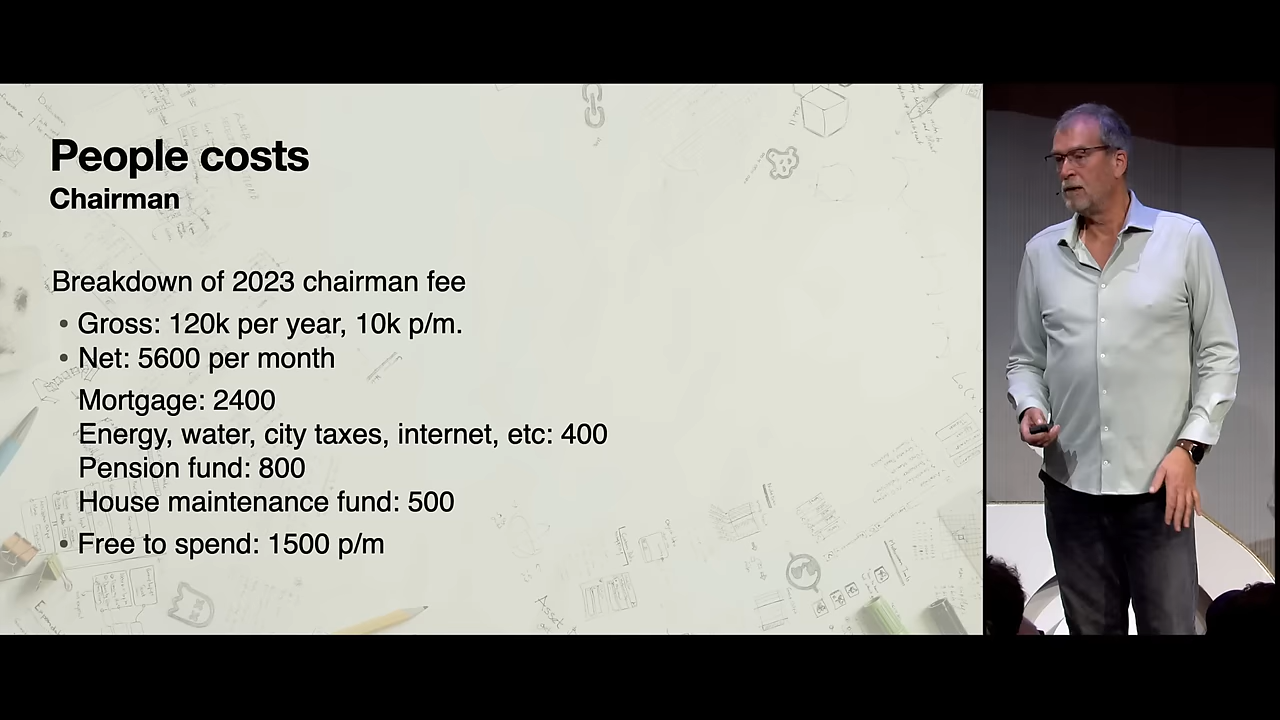 People costs
Chairman
Breakdown of 2023 chairman fee
• Gross: 120k per year, 10k p/m.
• Net: 5600 per month
Mortgage: 2400
Energy, water, city taxes, internet, etc: 400
Pension fund: 800
House maintenance fund: 500
• Free to spend: 1500 p/m